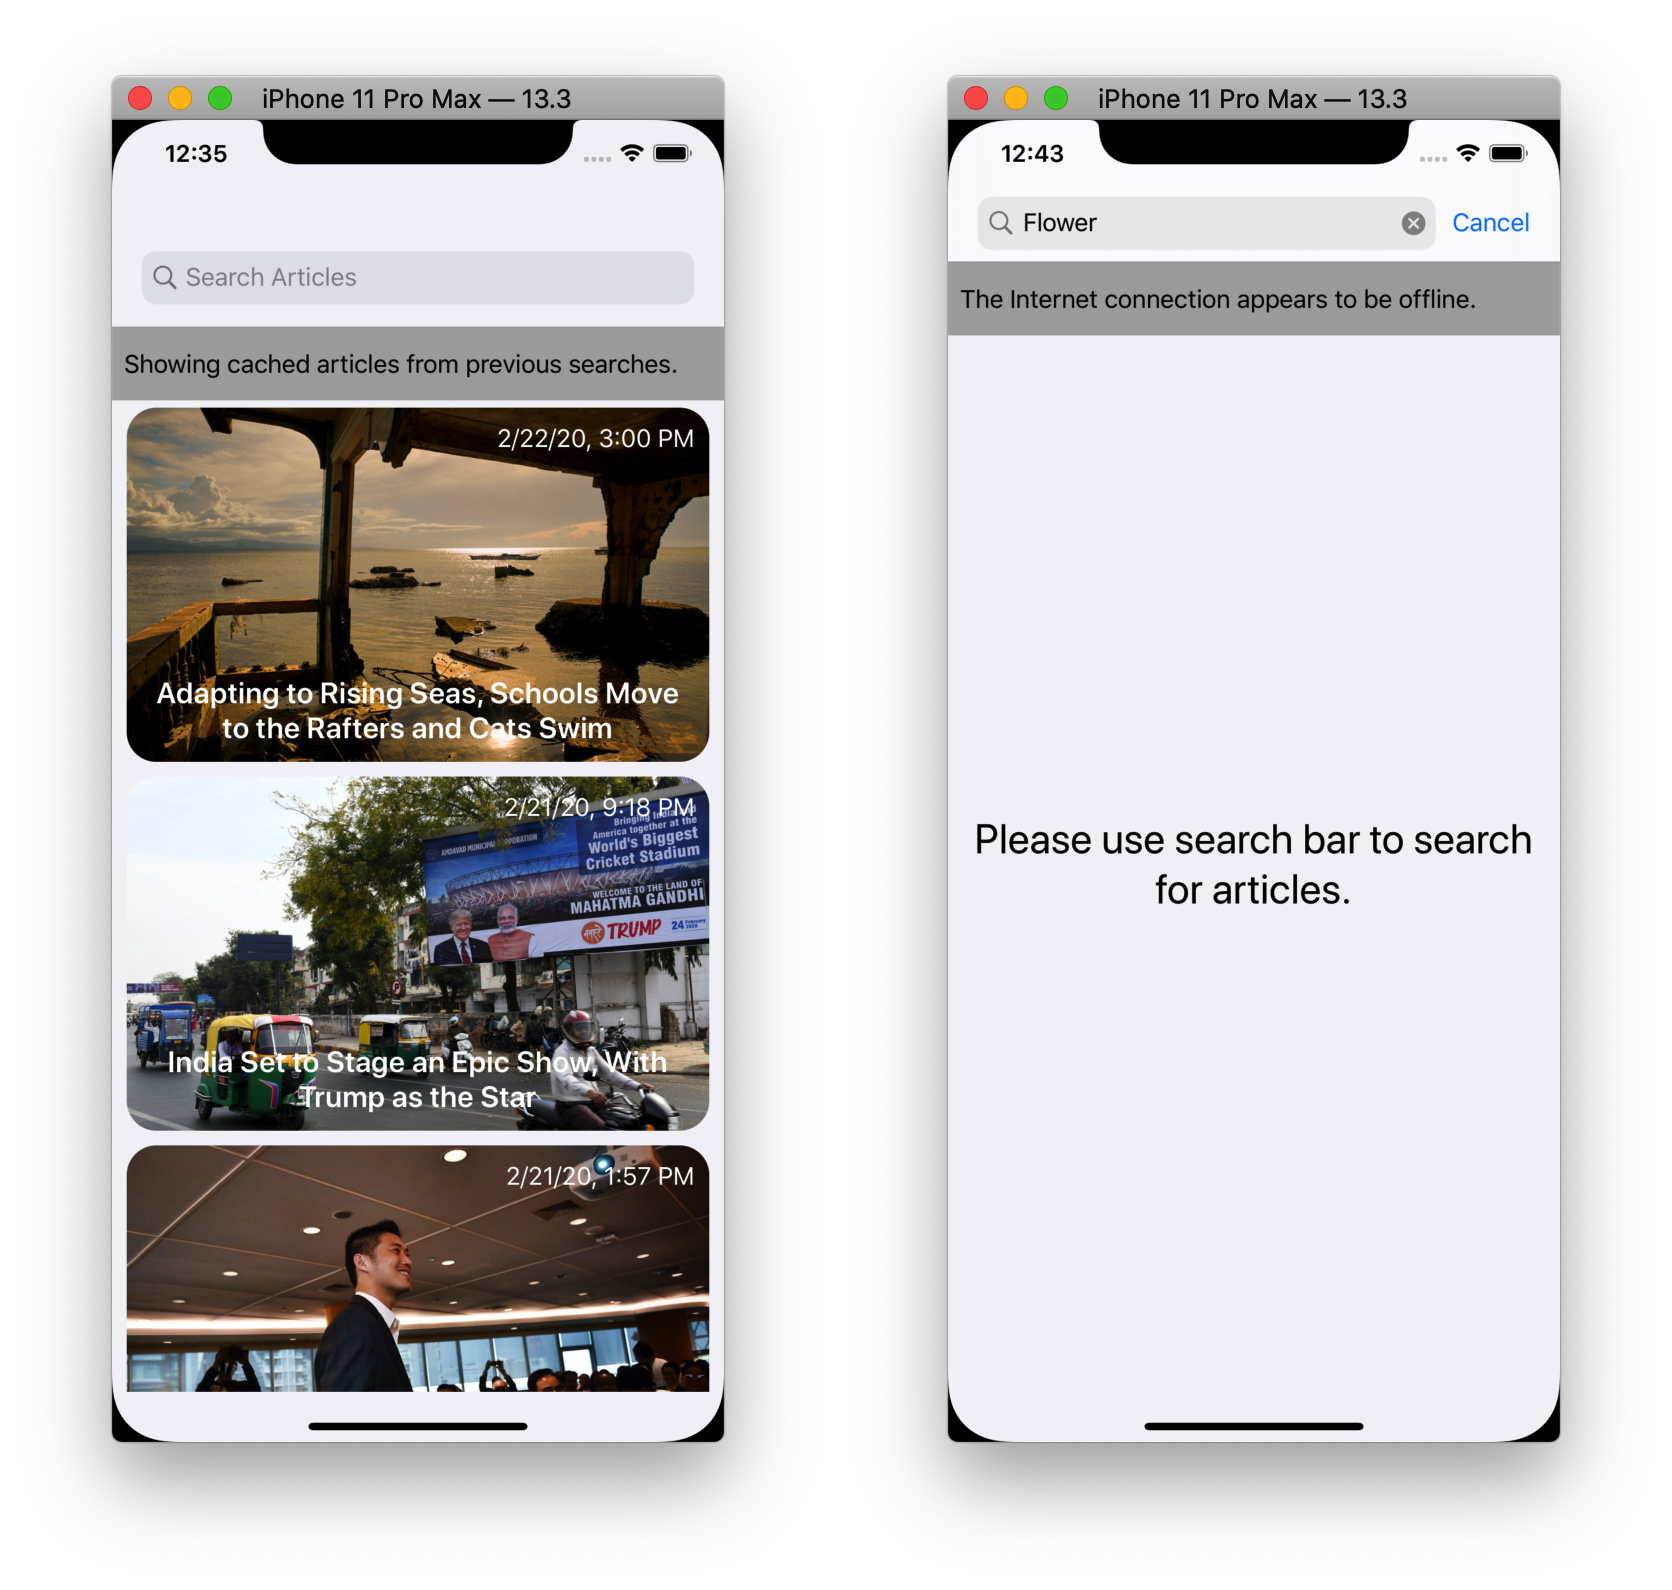 iPhone 11 Pro Max — 13.3
12:35
Search Articles
Showing cached articles from previous searches.
2/22/20, 3:00 PM
Adapting to Rising Seas, Schools Move
to the Rafters and Cats Swim
2/21/20, 9:18 PM
Bringing India and
America together at the
World's Biggest
Cricket Stadium
AMDAVAD MUNICIPAL CORPORATION
WELCOME TO THE LAND OF
MAHATMA GANDHI
नमस्ते TRUMP
24 February
2020
India Set to Stage an Epic Show, With
Trump as the Star
2/21/20, 1:57 PM
iPhone 11 Pro Max — 13.3
12:43
Flower
Cancel
The Internet connection appears to be offline.
Please use search bar to search
for articles.